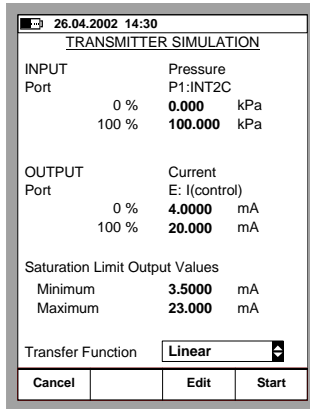 26.04.2002 14:30
TRANSMITTER SIMULATION
INPUT Pressure
Port P1:INT2C
0 % 0.000 kPa
100 % 100.000 kPa
OUTPUT Current
Port E: I(control)
0 % 4.0000 mA
100 % 20.000 mA
Saturation Limit Output Values
Minimum 3.5000 mA
Maximum 23.000 mA
Transfer Function Linear
Cancel Edit Start